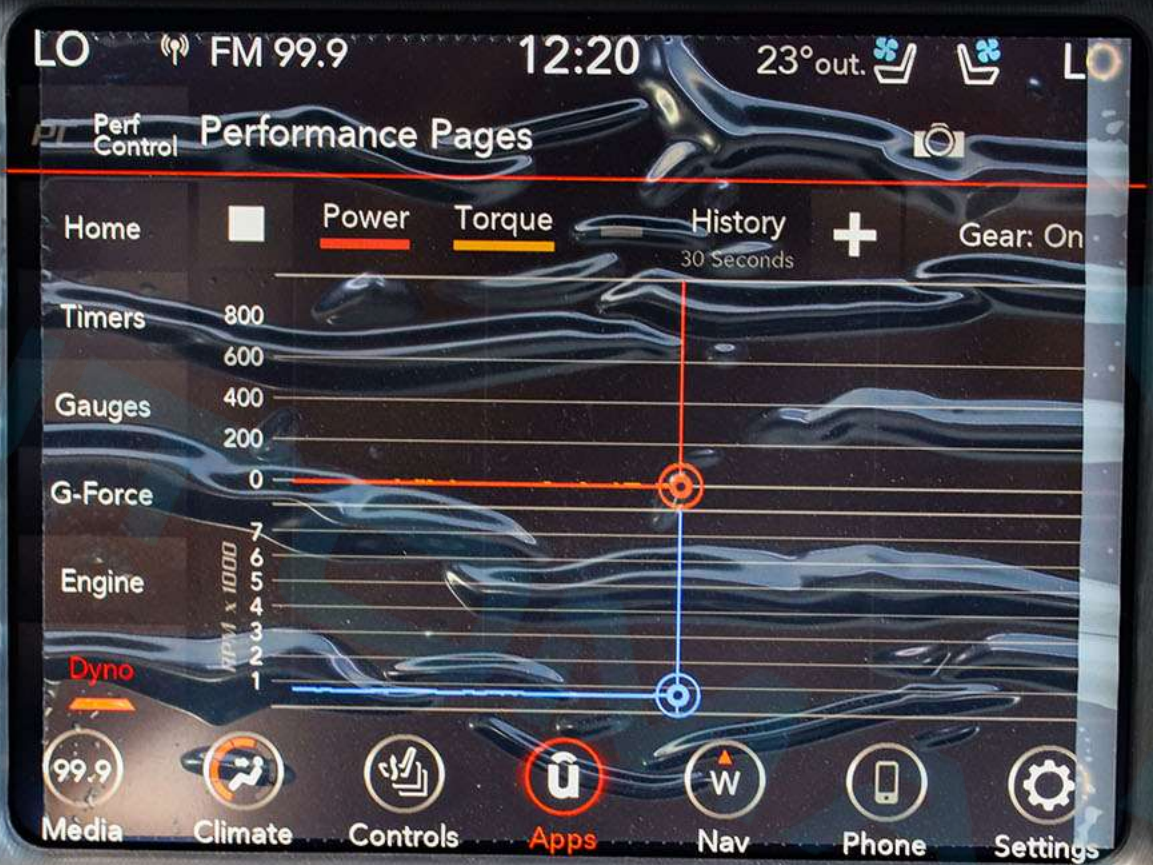 LO FM 99.9 12:20 23°out. LO
Perf
Control
Performance Pages
Home Power Torque History Gear: On
30 Seconds
Timers
Gauges
G-Force
Engine
Dyno
800
600
400
200
0
RPM x 1000
7
6
5
4
3
2
1
99.9 W
Media Climate Controls Apps Nav Phone Settings